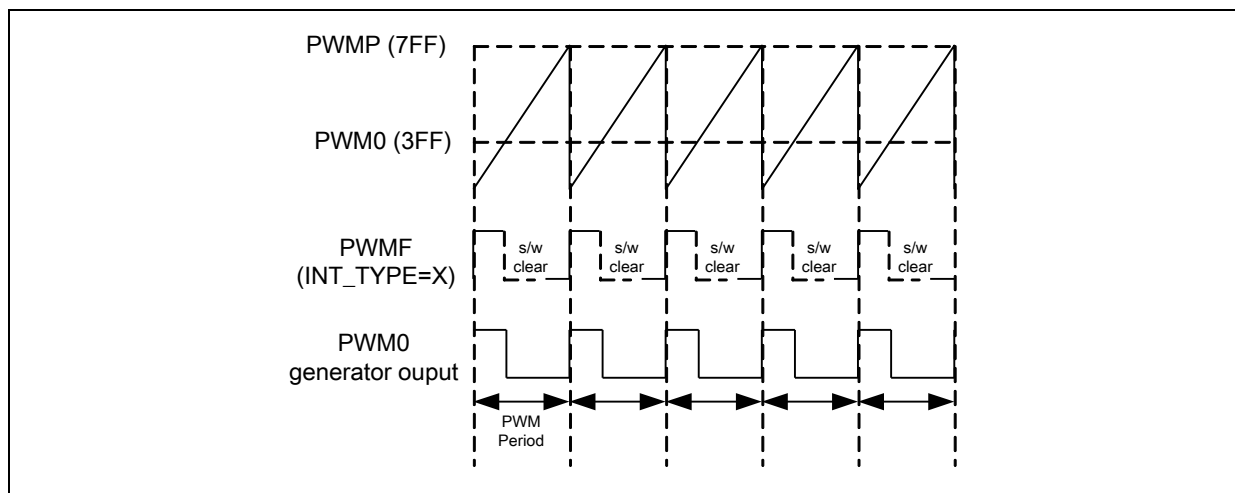 PWMP (7FF)
PWM0 (3FF)
PWMF
(INT_TYPE=X)
s/w
clear
s/w
clear
s/w
clear
s/w
clear
s/w
clear
PWM0
generator ouput
PWM
Period